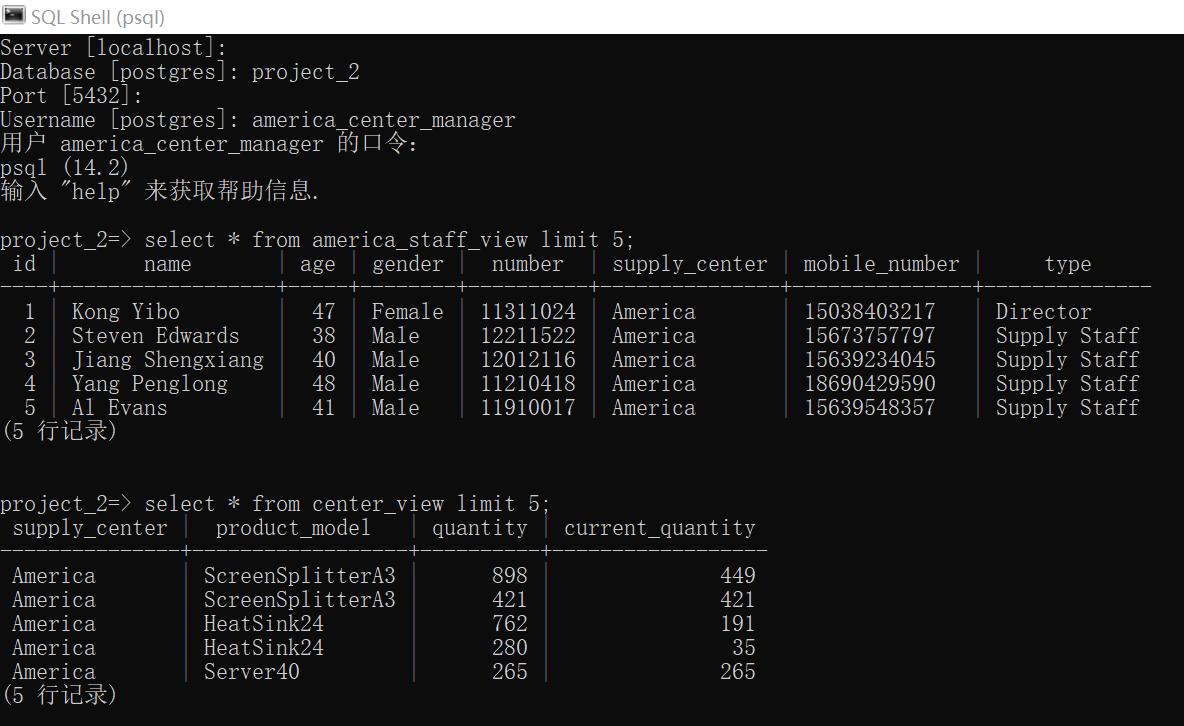 SQL Shell (psql)
Server [localhost]:
Database [postgres]: project_2
Port [5432]:
Username [postgres]: america_center_manager
用户 america_center_manager 的口令:
psql (14.2)
输入 "help" 来获取帮助信息.
project_2=> select * from america_staff_view limit 5;
 id |       name       | age | gender |  number  | supply_center | mobile_number |     type
----+------------------+-----+--------+----------+---------------+---------------+--------------
  1 | Kong Yibo        |  47 | Female | 11311024 | America       | 15038403217   | Director
  2 | Steven Edwards   |  38 | Male   | 12211522 | America       | 15673757797   | Supply Staff
  3 | Jiang Shengxiang |  40 | Male   | 12012116 | America       | 15639234045   | Supply Staff
  4 | Yang Penglong    |  48 | Male   | 11210418 | America       | 18690429590   | Supply Staff
  5 | Al Evans         |  41 | Male   | 11910017 | America       | 15639548357   | Supply Staff
(5 行记录)
project_2=> select * from center_view limit 5;
 supply_center |  product_model   | quantity | current_quantity
---------------+------------------+----------+------------------
 America       | ScreenSplitterA3 |      898 |              449
 America       | ScreenSplitterA3 |      421 |              421
 America       | HeatSink24       |      762 |              191
 America       | HeatSink24       |      280 |               35
 America       | Server40         |      265 |              265
(5 行记录)